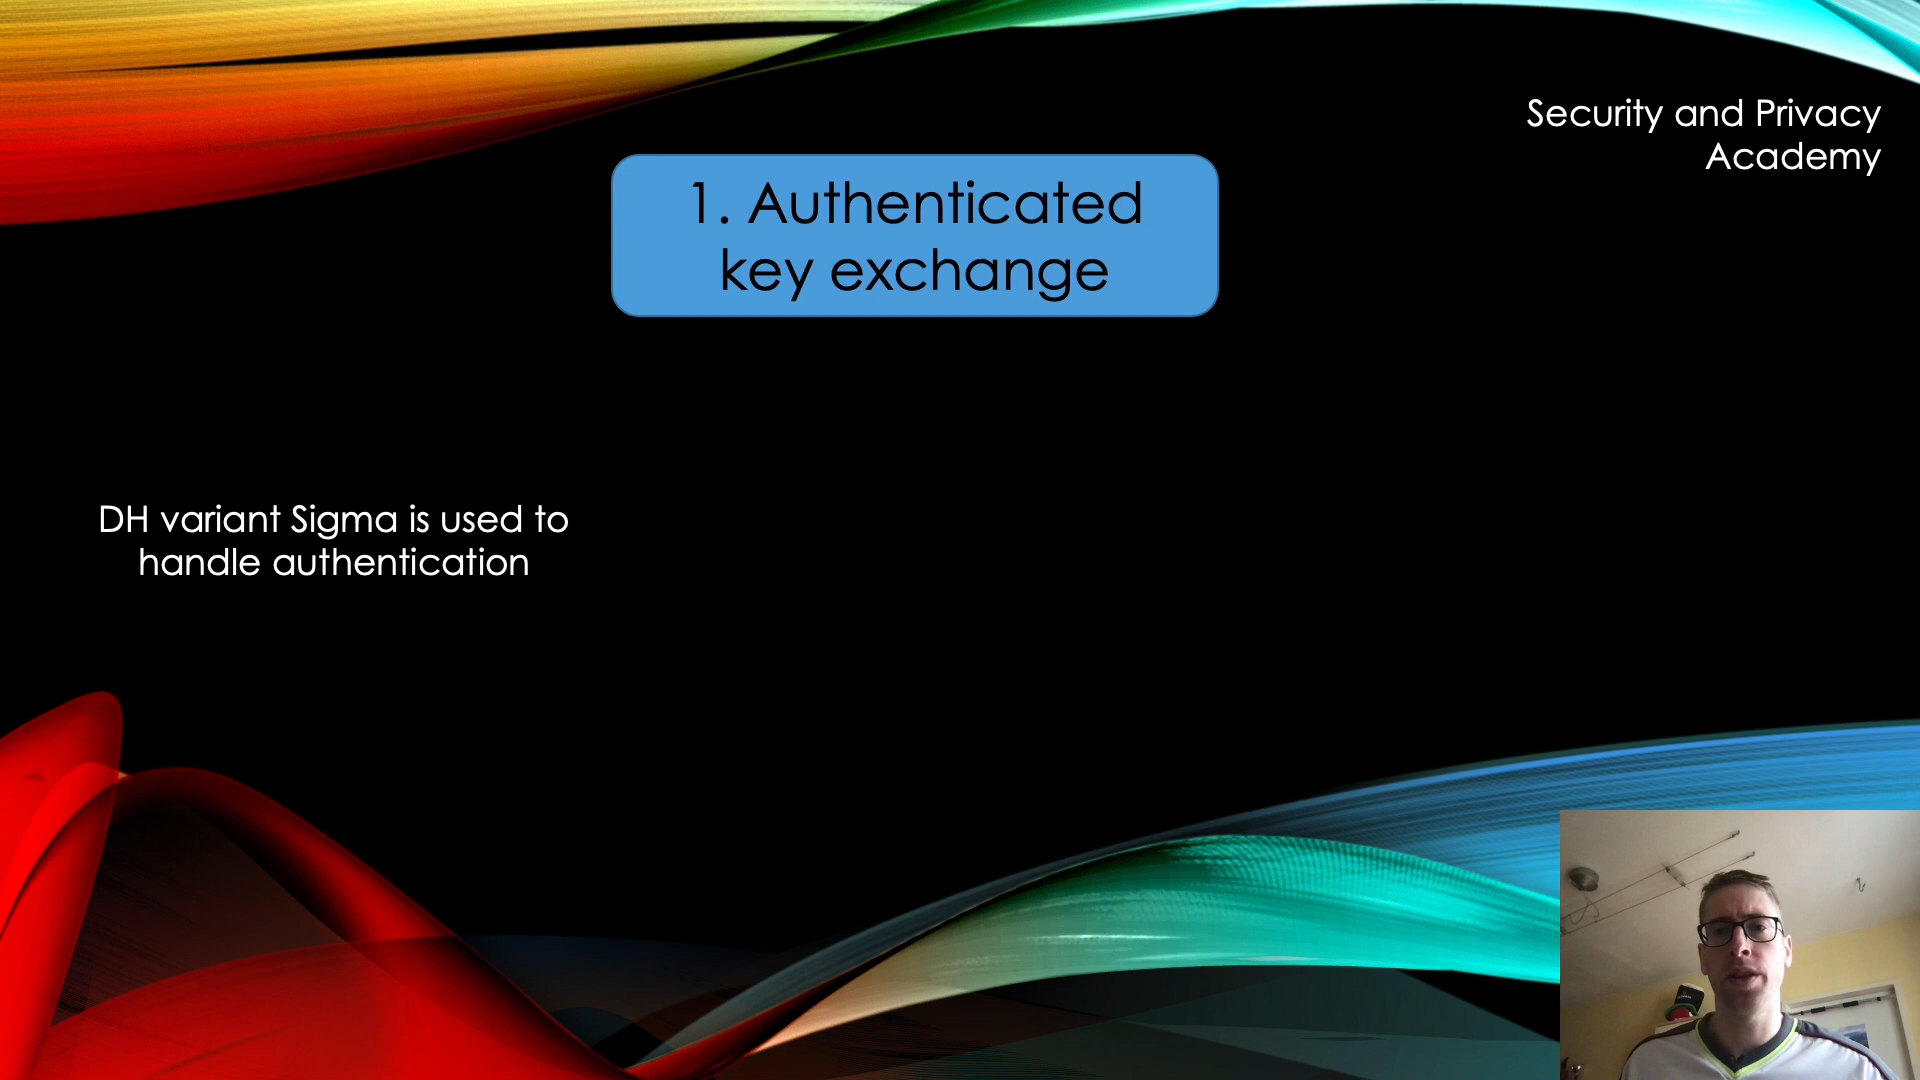 Security and Privacy
Academy
1. Authenticated
key exchange
DH variant Sigma is used to
handle authentication